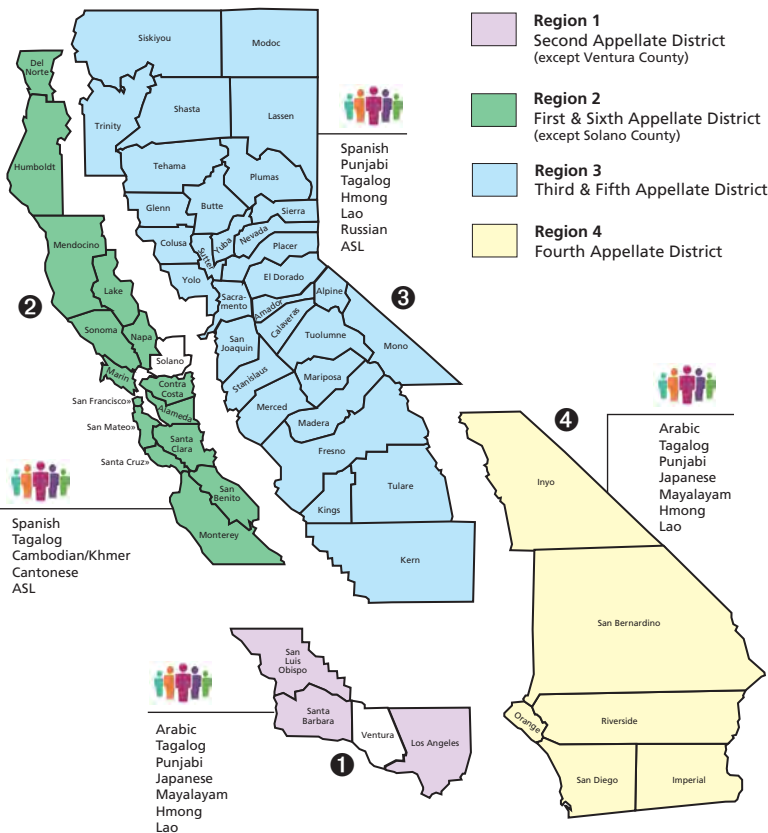 Region 1
Second Appellate District
(except Ventura County)
Region 2
First & Sixth Appellate District
(except Solano County)
Region 3
Third & Fifth Appellate District
Region 4
Fourth Appellate District
Siskiyou
Modoc
Del
Norte
Trinity
Shasta
Lassen
Humboldt
Tehama
Plumas
Glenn
Butte
Sierra
Colusa
Sutter
Yuba
Nevada
Placer
Mendocino
Yolo
El Dorado
Lake
Sacra-
mento
Amador
Alpine
❷
❸
Sonoma
Napa
Calaveras
Tuolumne
Mono
San
Joaquin
Solano
Marin
Stanislaus
Mariposa
Contra
Costa
San Francisco»
Alameda
Merced
Madera
San Mateo»
Santa
Clara
Fresno
Santa Cruz»
San
Benito
Tulare
Kings
Monterey
Kern
Spanish
Punjabi
Tagalog
Hmong
Lao
Russian
ASL
Spanish
Tagalog
Cambodian/Khmer
Cantonese
ASL
❹
Inyo
San Bernardino
Orange
Riverside
San Diego
Imperial
Arabic
Tagalog
Punjabi
Japanese
Mayalayam
Hmong
Lao
San
Luis
Obispo
Santa
Barbara
Ventura
Los Angeles
❶
Arabic
Tagalog
Punjabi
Japanese
Mayalayam
Hmong
Lao